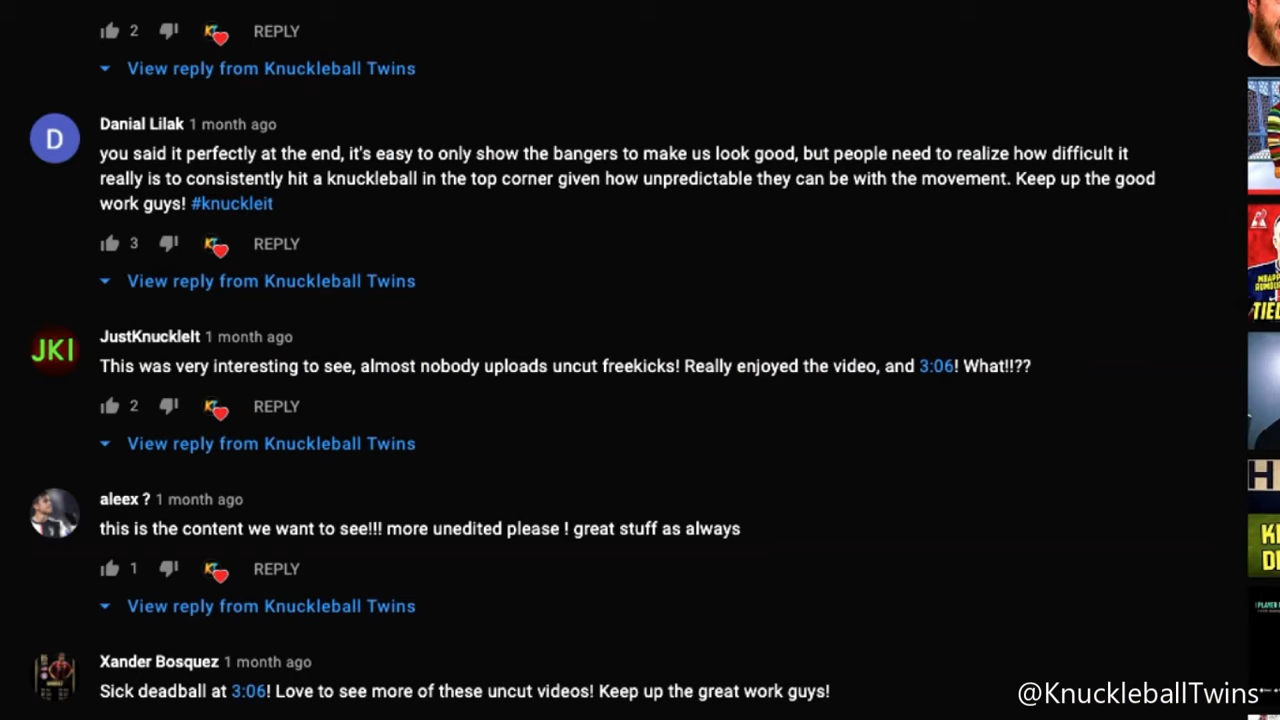 2 REPLY
View reply from Knuckleball Twins
D
Danial Lilak 1 month ago
you said it perfectly at the end, it's easy to only show the bangers to make us look good, but people need to realize how difficult it
really is to consistently hit a knuckleball in the top corner given how unpredictable they can be with the movement. Keep up the good
work guys! #knuckleit
3 REPLY
View reply from Knuckleball Twins
JKI
JustKnuckleIt 1 month ago
This was very interesting to see, almost nobody uploads uncut freekicks! Really enjoyed the video, and 3:06! What!!??
2 REPLY
View reply from Knuckleball Twins
aleex ? 1 month ago
this is the content we want to see!!! more unedited please ! great stuff as always
1 REPLY
View reply from Knuckleball Twins
Xander Bosquez 1 month ago
Sick deadball at 3:06! Love to see more of these uncut videos! Keep up the great work guys!
@KnuckleballTwins